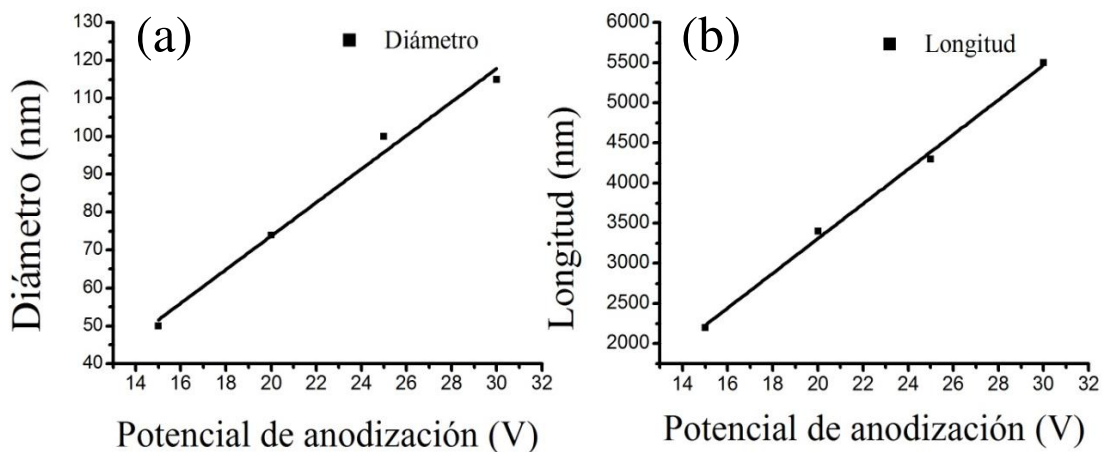 (a)
Diámetro
Diámetro (nm)
130
120
110
100
90
80
70
60
50
40
14 16 18 20 22 24 26 28 30 32
Potencial de anodización (V)
(b)
Longitud
Longitud (nm)
6000
5500
5000
4500
4000
3500
3000
2500
2000
14 16 18 20 22 24 26 28 30 32
Potencial de anodización (V)